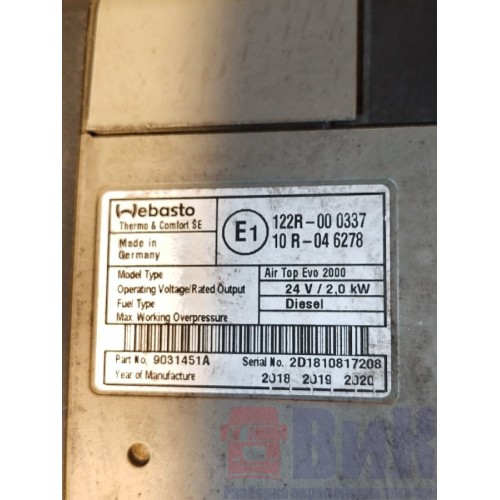 Webasto
Thermo & Comfort SE
Made in
Germany
E1
122R-00 0337
10 R-04 6278
Model Type Air Top Evo 2000
Operating Voltage/Rated Output 24 V / 2,0 kW
Fuel Type Diesel
Max. Working Overpressure
Part No. 9031451A Serial No. 2D1810817208
Year of Manufacture 2018 2019 2020
ВиК